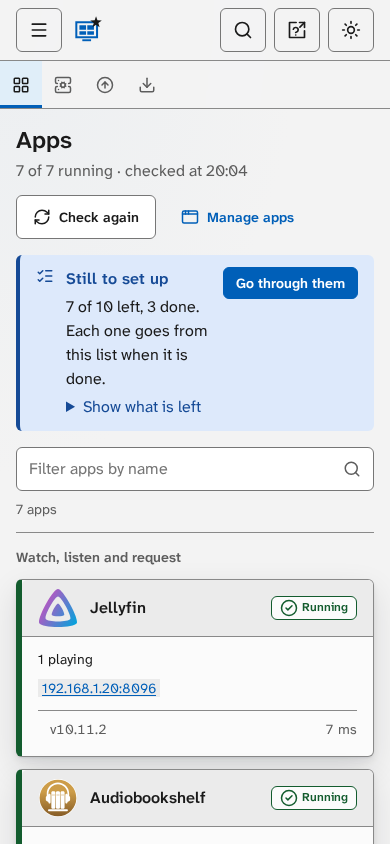 Apps
7 of 7 running · checked at 20:04
Check again
Manage apps
Still to set up
Go through them
7 of 10 left, 3 done.
Each one goes from
this list when it is
done.
Show what is left
Filter apps by name
7 apps
Watch, listen and request
Jellyfin
Running
1 playing
192.168.1.20:8096
v10.11.2
7 ms
Audiobookshelf
Running